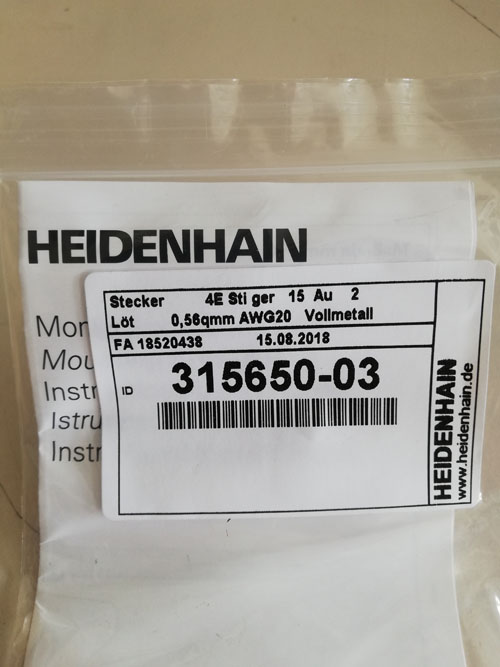 HEIDENHAIN
Stecker 4E Sti ger 15 Au 2
Löt 0,56qmm AWG20 Vollmetall
FA 18520438 15.08.2018
ID 315650-03
HEIDENHAIN
www.heidenhain.de
Mon
Mou
Instr
Istru
Instr